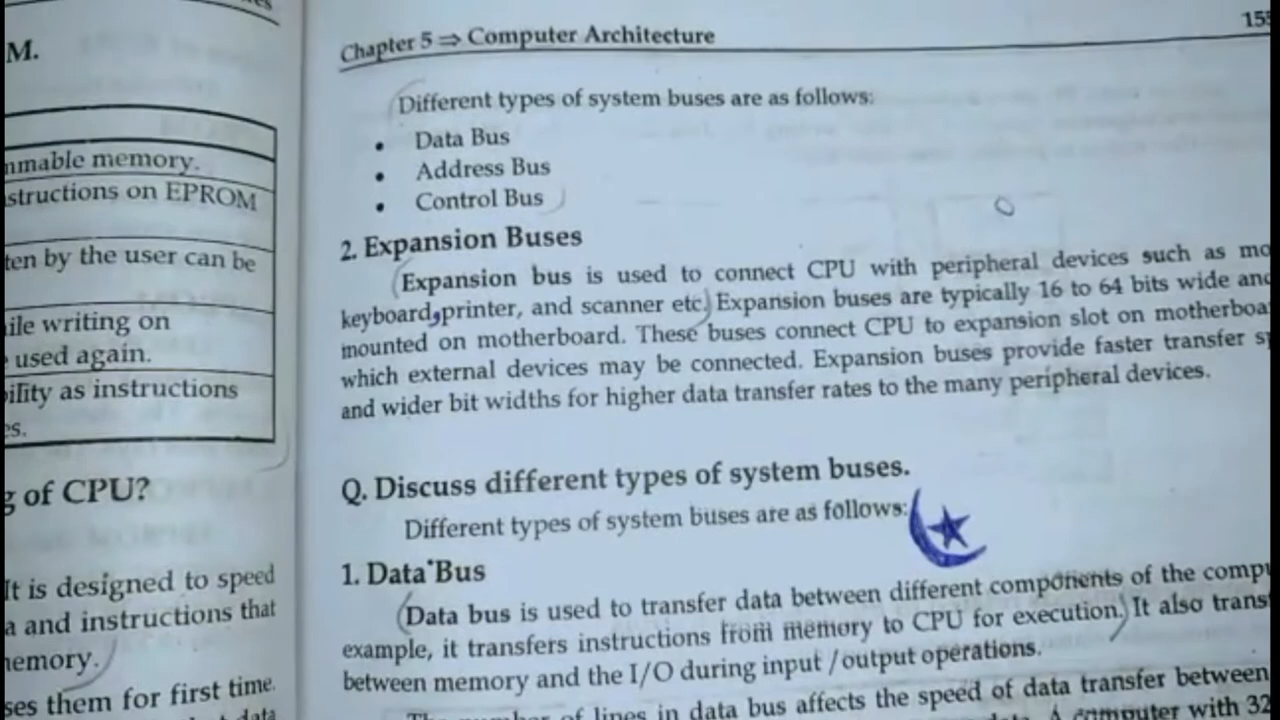 M.
mmable memory.
structions on EPROM
ten by the user can be
ile writing on
used again.
ility as instructions
es.
g of CPU?
It is designed to speed
a and instructions that
memory.
ses them for first time.
data
Chapter 5 ⇒ Computer Architecture
Different types of system buses are as follows:
• Data Bus
• Address Bus
• Control Bus
2. Expansion Buses
Expansion bus is used to connect CPU with peripheral devices such as mo
keyboard, printer, and scanner etc. Expansion buses are typically 16 to 64 bits wide and
mounted on motherboard. These buses connect CPU to expansion slot on motherboa
which external devices may be connected. Expansion buses provide faster transfer s
and wider bit widths for higher data transfer rates to the many peripheral devices.
Q. Discuss different types of system buses.
Different types of system buses are as follows:
1. Data Bus
Data bus is used to transfer data between different components of the compu
example, it transfers instructions from memory to CPU for execution. It also trans
between memory and the I/O during input / output operations.
The number of lines in data bus affects the speed of data transfer between
A computer with 32